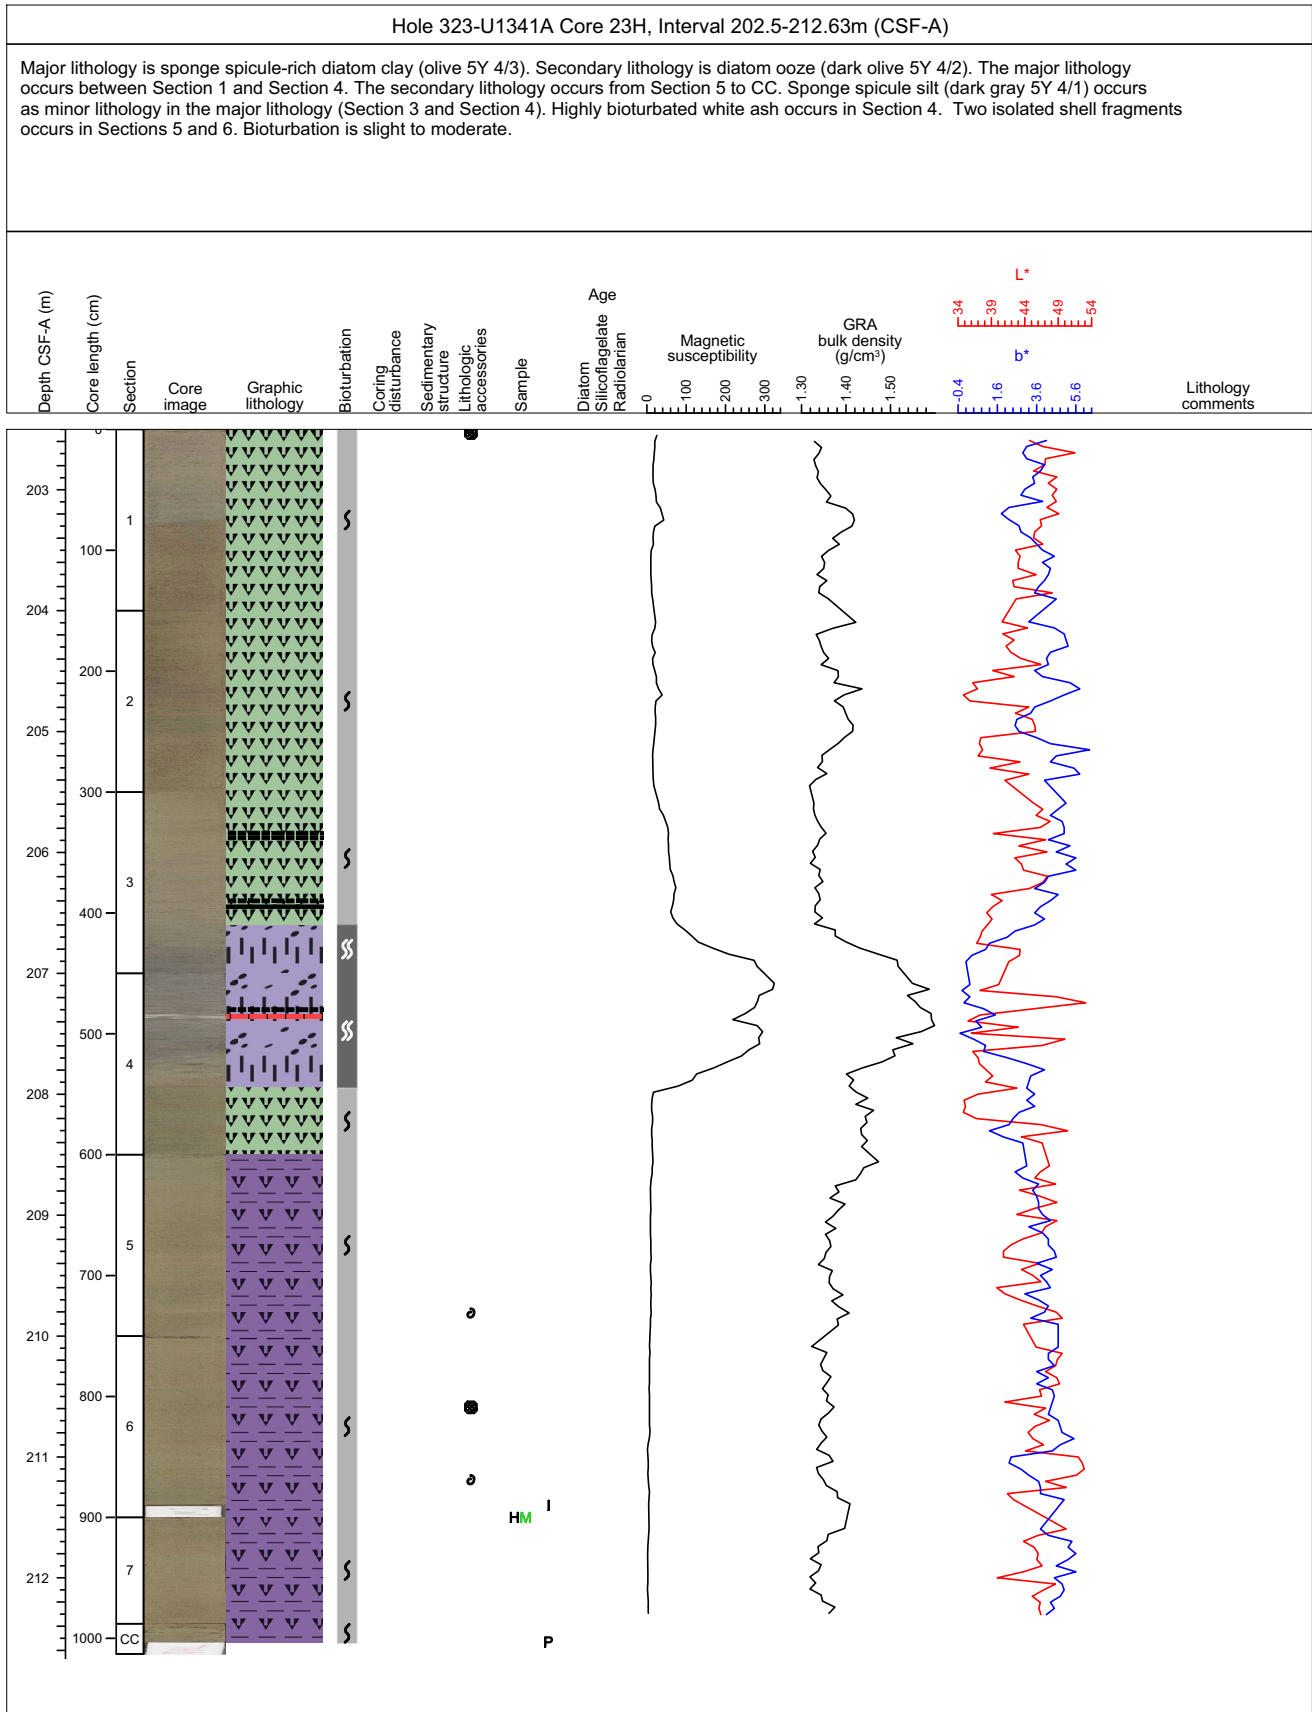 Hole 323-U1341A Core 23H, Interval 202.5-212.63m (CSF-A)
Major lithology is sponge spicule-rich diatom clay (olive 5Y 4/3). Secondary lithology is diatom ooze (dark olive 5Y 4/2). The major lithology
occurs between Section 1 and Section 4. The secondary lithology occurs from Section 5 to CC. Sponge spicule silt (dark gray 5Y 4/1) occurs
as minor lithology in the major lithology (Section 3 and Section 4). Highly bioturbated white ash occurs in Section 4. Two isolated shell fragments
occurs in Sections 5 and 6. Bioturbation is slight to moderate.
Depth CSF-A (m)
Core length (cm)
Section
Core
image
Graphic
lithology
Bioturbation
Coring
disturbance
Sedimentary
structure
Lithologic
accessories
Sample
Age
Diatom
Silicoflagelate
Radiolarian
Magnetic
susceptibility
0 100 200 300
GRA
bulk density
(g/cm³)
1.30 1.40 1.50
L*
34 39 44 49 54
b*
-0.4 1.6 3.6 5.6
Lithology
comments
0
203
1
100
204
200
2
205
300
206
3
400
207
500
4
208
600
209
5
700
210
800
6
211
I
HM
900
7
212
1000
CC
P